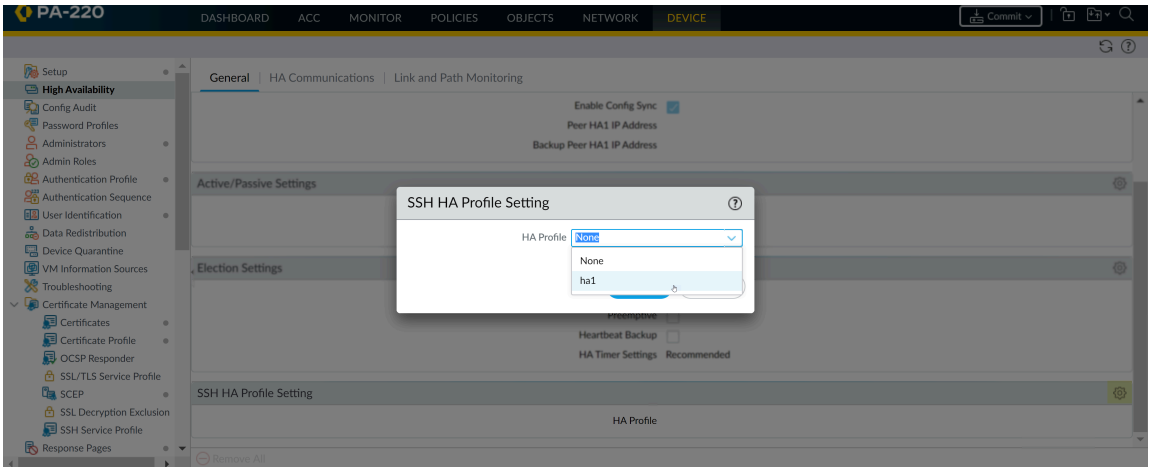 PA-220
DASHBOARD ACC MONITOR POLICIES OBJECTS NETWORK DEVICE
Commit
Setup
High Availability
Config Audit
Password Profiles
Administrators
Admin Roles
Authentication Profile
Authentication Sequence
User Identification
Data Redistribution
Device Quarantine
VM Information Sources
Troubleshooting
Certificate Management
Certificates
Certificate Profile
OCSP Responder
SSL/TLS Service Profile
SCEP
SSL Decryption Exclusion
SSH Service Profile
Response Pages
General | HA Communications | Link and Path Monitoring
Enable Config Sync
Peer HA1 IP Address
Backup Peer HA1 IP Address
Active/Passive Settings
SSH HA Profile Setting
HA Profile None
None
ha1
Election Settings
Preemptive
Heartbeat Backup
HA Timer Settings Recommended
SSH HA Profile Setting
HA Profile
Remove All